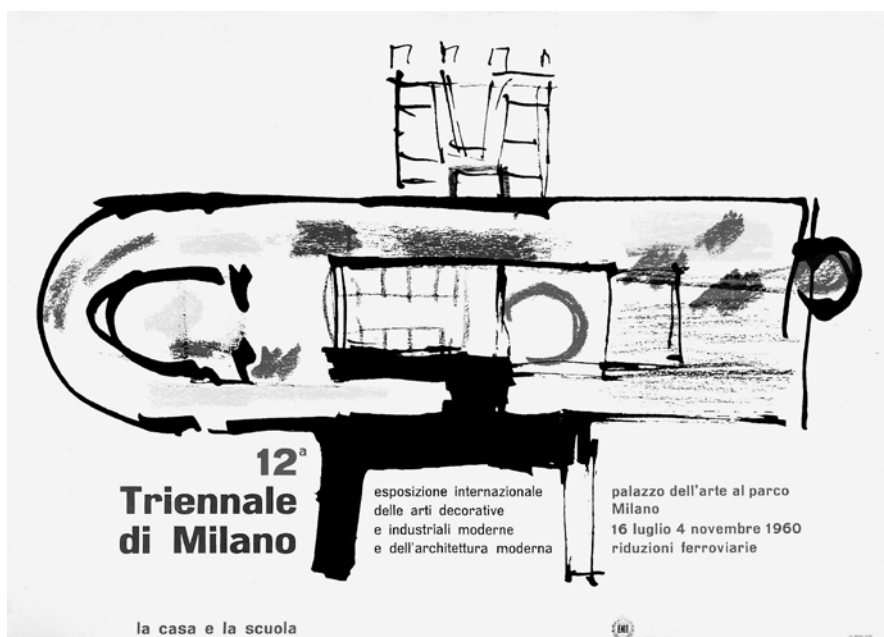 12ª
Triennale
di Milano
esposizione internazionale
delle arti decorative
e industriali moderne
e dell'architettura moderna
palazzo dell'arte al parco
Milano
16 luglio 4 novembre 1960
riduzioni ferroviarie
la casa e la scuola